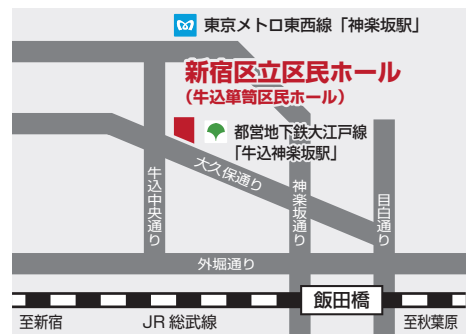 東京メトロ東西線「神楽坂駅」
新宿区立区民ホール
（牛込箪笥区民ホール）
都営地下鉄大江戸線
「牛込神楽坂駅」
大久保通り
牛込中央通り
神楽坂通り
目白通り
外堀通り
飯田橋
至新宿
JR 総武線
至秋葉原